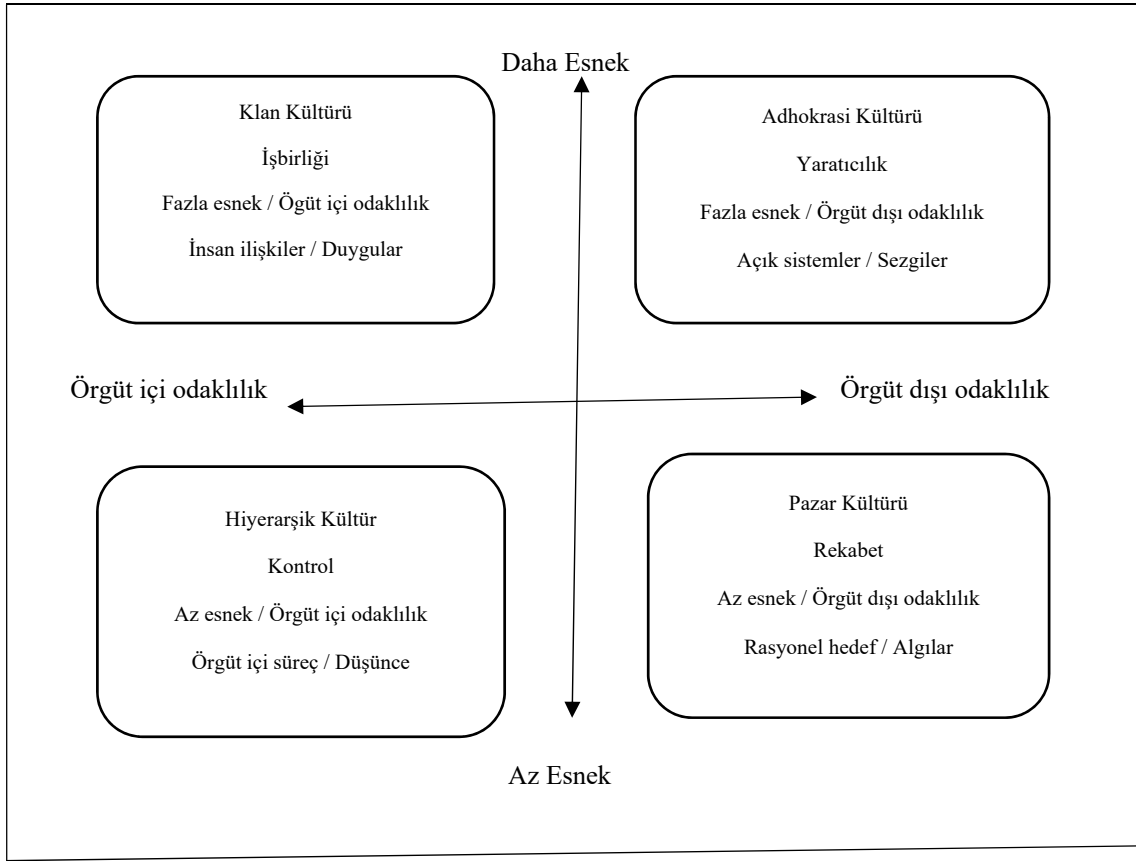 Daha Esnek
Klan Kültürü
İşbirliği
Fazla esnek / Ögüt içi odaklılık
İnsan ilişkiler / Duygular
Adhokrasi Kültürü
Yaratıcılık
Fazla esnek / Örgüt dışı odaklılık
Açık sistemler / Sezgiler
Örgüt içi odaklılık
Örgüt dışı odaklılık
Hiyerarşik Kültür
Kontrol
Az esnek / Örgüt içi odaklılık
Örgüt içi süreç / Düşünce
Pazar Kültürü
Rekabet
Az esnek / Örgüt dışı odaklılık
Rasyonel hedef / Algılar
Az Esnek